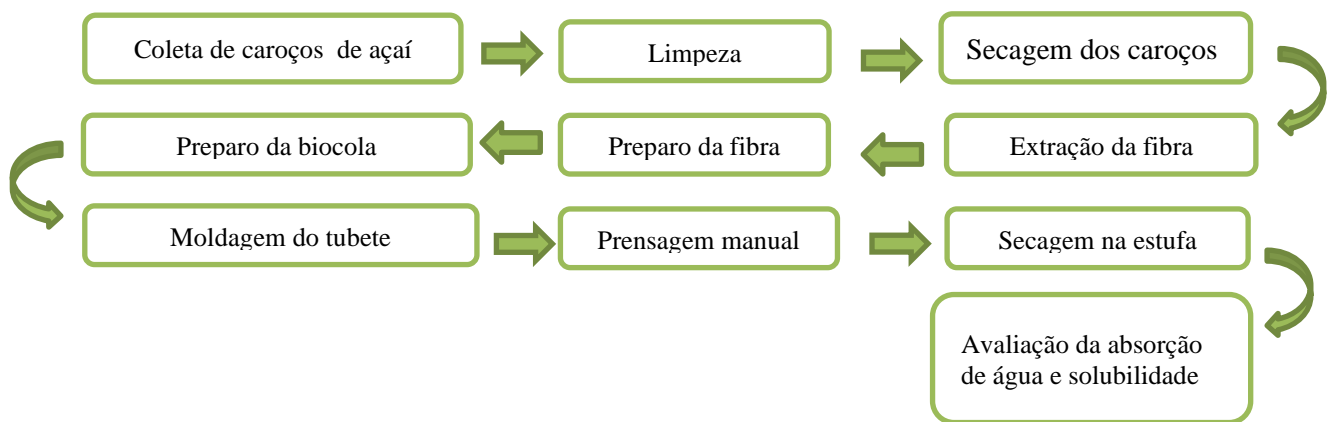 Coleta de caroços de açaí
Limpeza
Secagem dos caroços
Extração da fibra
Preparo da fibra
Preparo da biocola
Moldagem do tubete
Prensagem manual
Secagem na estufa
Avaliação da absorção
de água e solubilidade